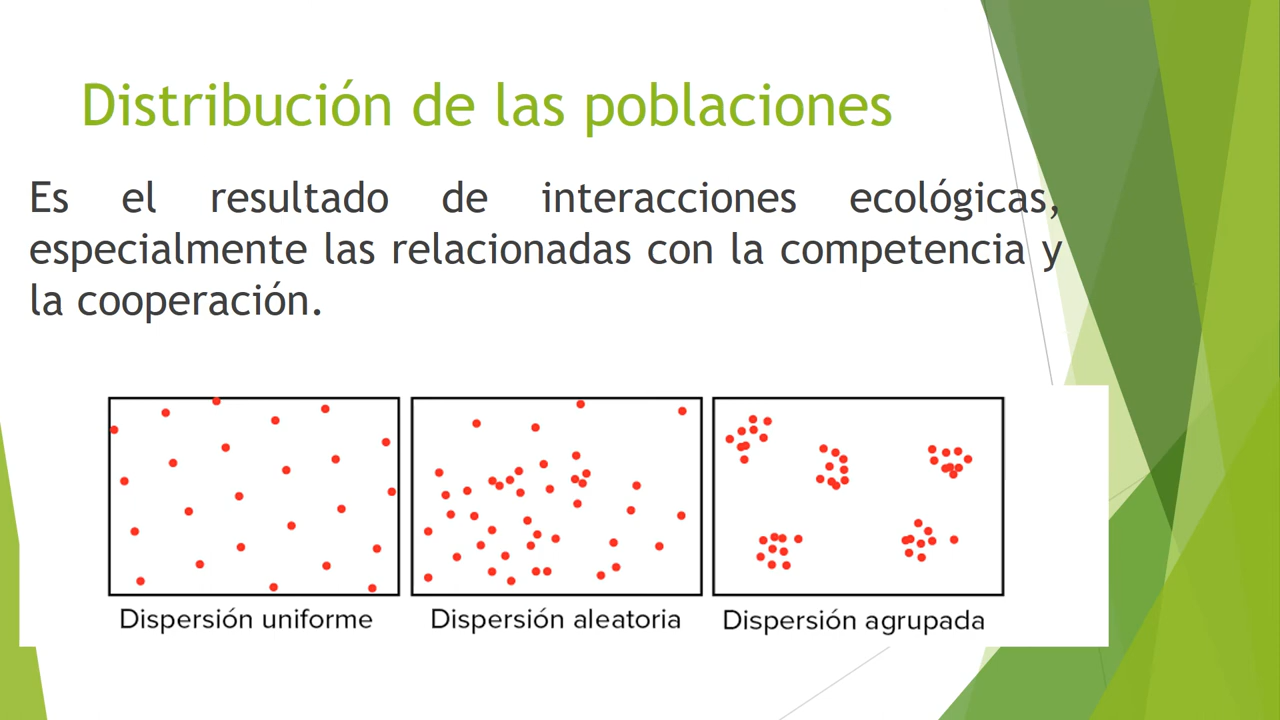 Distribución de las poblaciones
Es el resultado de interacciones ecológicas,
especialmente las relacionadas con la competencia y
la cooperación.
Dispersión uniforme
Dispersión aleatoria
Dispersión agrupada